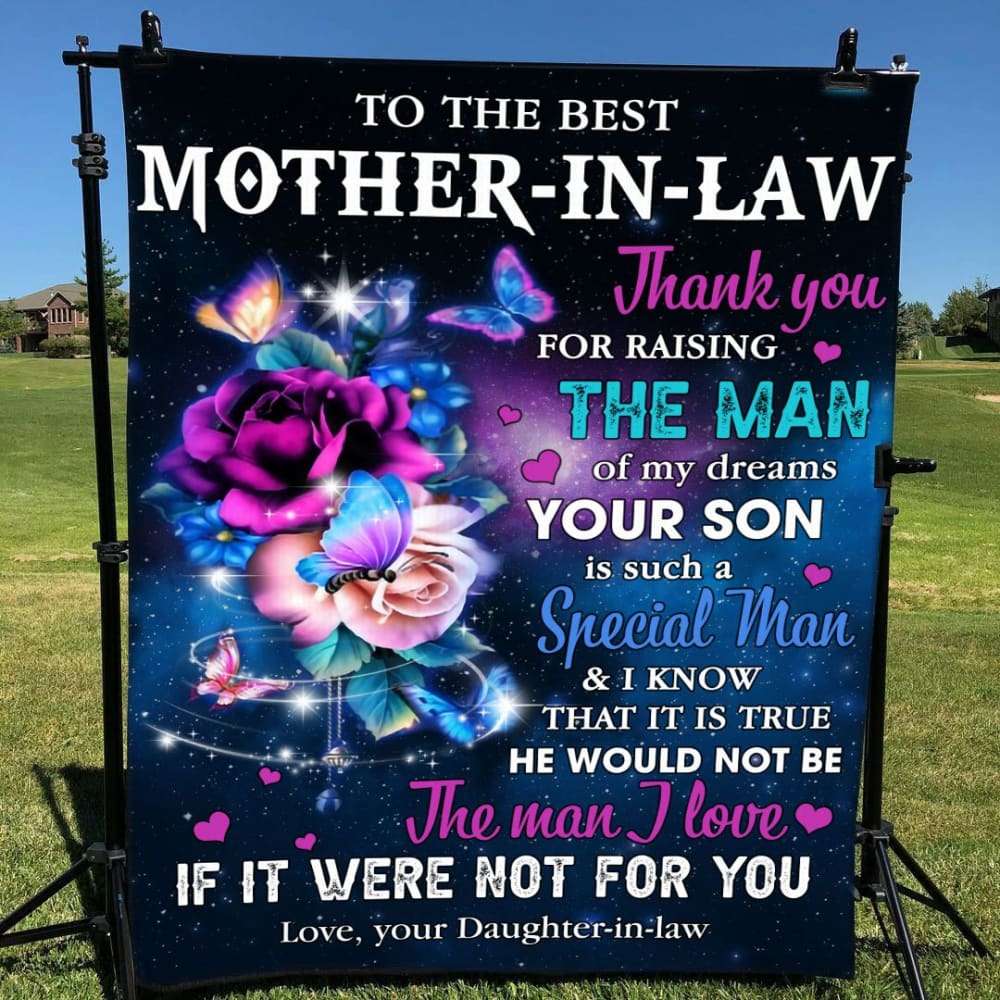 TO THE BEST
MOTHER-IN-LAW
Thank you
FOR RAISING
THE MAN
of my dreams
YOUR SON
is such a
Special Man
& I KNOW
THAT IT IS TRUE
HE WOULD NOT BE
The man I love
IF IT WERE NOT FOR YOU
Love, your Daughter-in-law